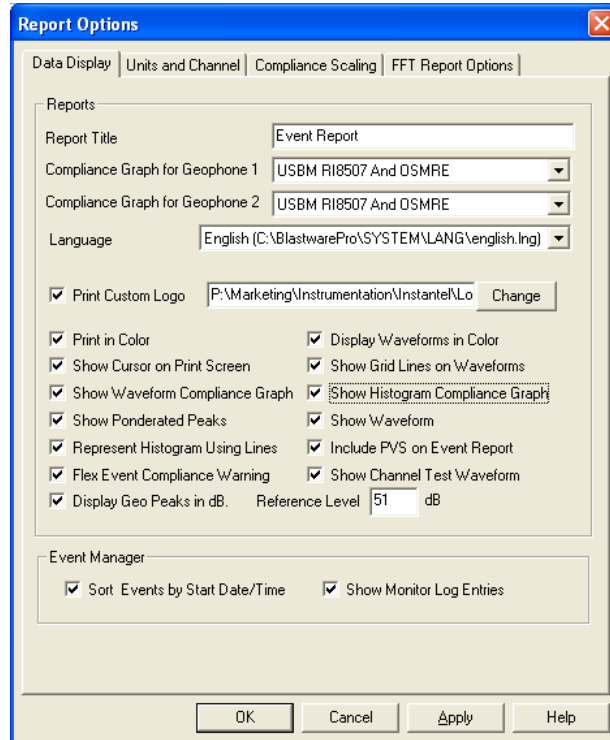 Report Options
Data Display
Units and Channel
Compliance Scaling
FFT Report Options
Reports
Report Title
Event Report
Compliance Graph for Geophone 1
USBM RI8507 And OSMRE
Compliance Graph for Geophone 2
USBM RI8507 And OSMRE
Language
English (C:\BlastwarePro\SYSTEM\LANG\english.lng)
Print Custom Logo
P:\Marketing\Instrumentation\Instantel\Lo
Change
Print in Color
Display Waveforms in Color
Show Cursor on Print Screen
Show Grid Lines on Waveforms
Show Waveform Compliance Graph
Show Histogram Compliance Graph
Show Ponderated Peaks
Show Waveform
Represent Histogram Using Lines
Include PVS on Event Report
Flex Event Compliance Warning
Show Channel Test Waveform
Display Geo Peaks in dB.
Reference Level
51
dB
Event Manager
Sort Events by Start Date/Time
Show Monitor Log Entries
OK
Cancel
Apply
Help